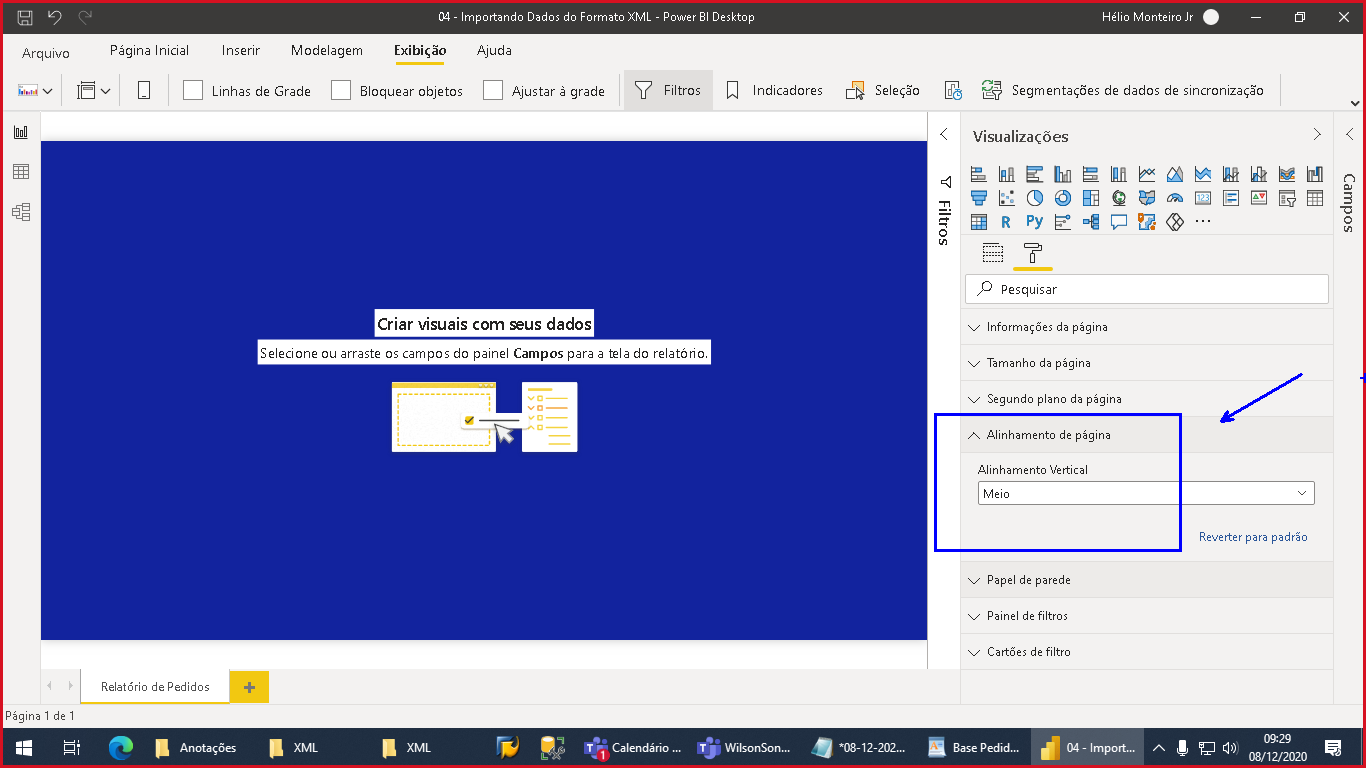 04 - Importando Dados do Formato XML - Power BI Desktop
Hélio Monteiro Jr
Arquivo
Página Inicial
Inserir
Modelagem
Exibição
Ajuda
Linhas de Grade
Bloquear objetos
Ajustar à grade
Filtros
Indicadores
Seleção
Segmentações de dados de sincronização
Criar visuais com seus dados
Selecione ou arraste os campos do painel Campos para a tela do relatório.
Filtros
Visualizações
123
R
Py
...
Pesquisar
Informações da página
Tamanho da página
Segundo plano da página
Alinhamento de página
Alinhamento Vertical
Meio
Reverter para padrão
Papel de parede
Painel de filtros
Cartões de filtro
Campos
Relatório de Pedidos
+
Página 1 de 1
Anotações
XML
XML
1
Calendário ...
WilsonSon...
*08-12-202...
Base Pedid...
04 - Import...
09:29
08/12/2020